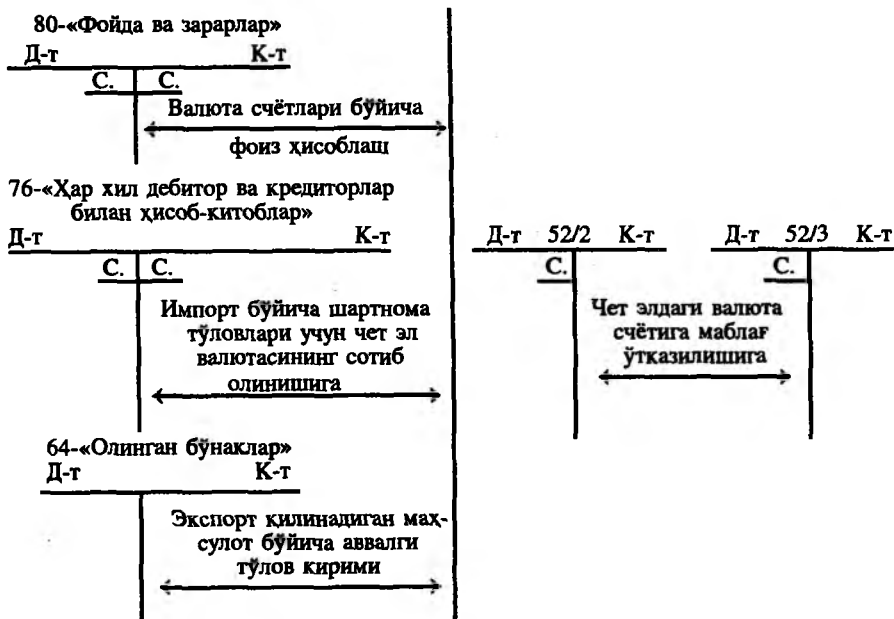 80-«Фойда ва зарарлар»
Д-т К-т
С. С.
Валюта счётлари бўйича
фоиз ҳисоблаш
76-«Ҳар хил дебитор ва кредиторлар
билан ҳисоб-китоблар»
Д-т К-т
С. С.
Импорт бўйича шартнома
тўловлари учун чет эл
валютасининг сотиб
олинишига
Д-т 52/2 К-т
С.
Д-т 52/3 К-т
С.
Чет элдаги валюта
счётига маблағ
ўтказилишига
64-«Олинган бўнаклар»
Д-т К-т
Экспорт қилинадиган маҳ-
сулот бўйича аввалги
тўлов кирими